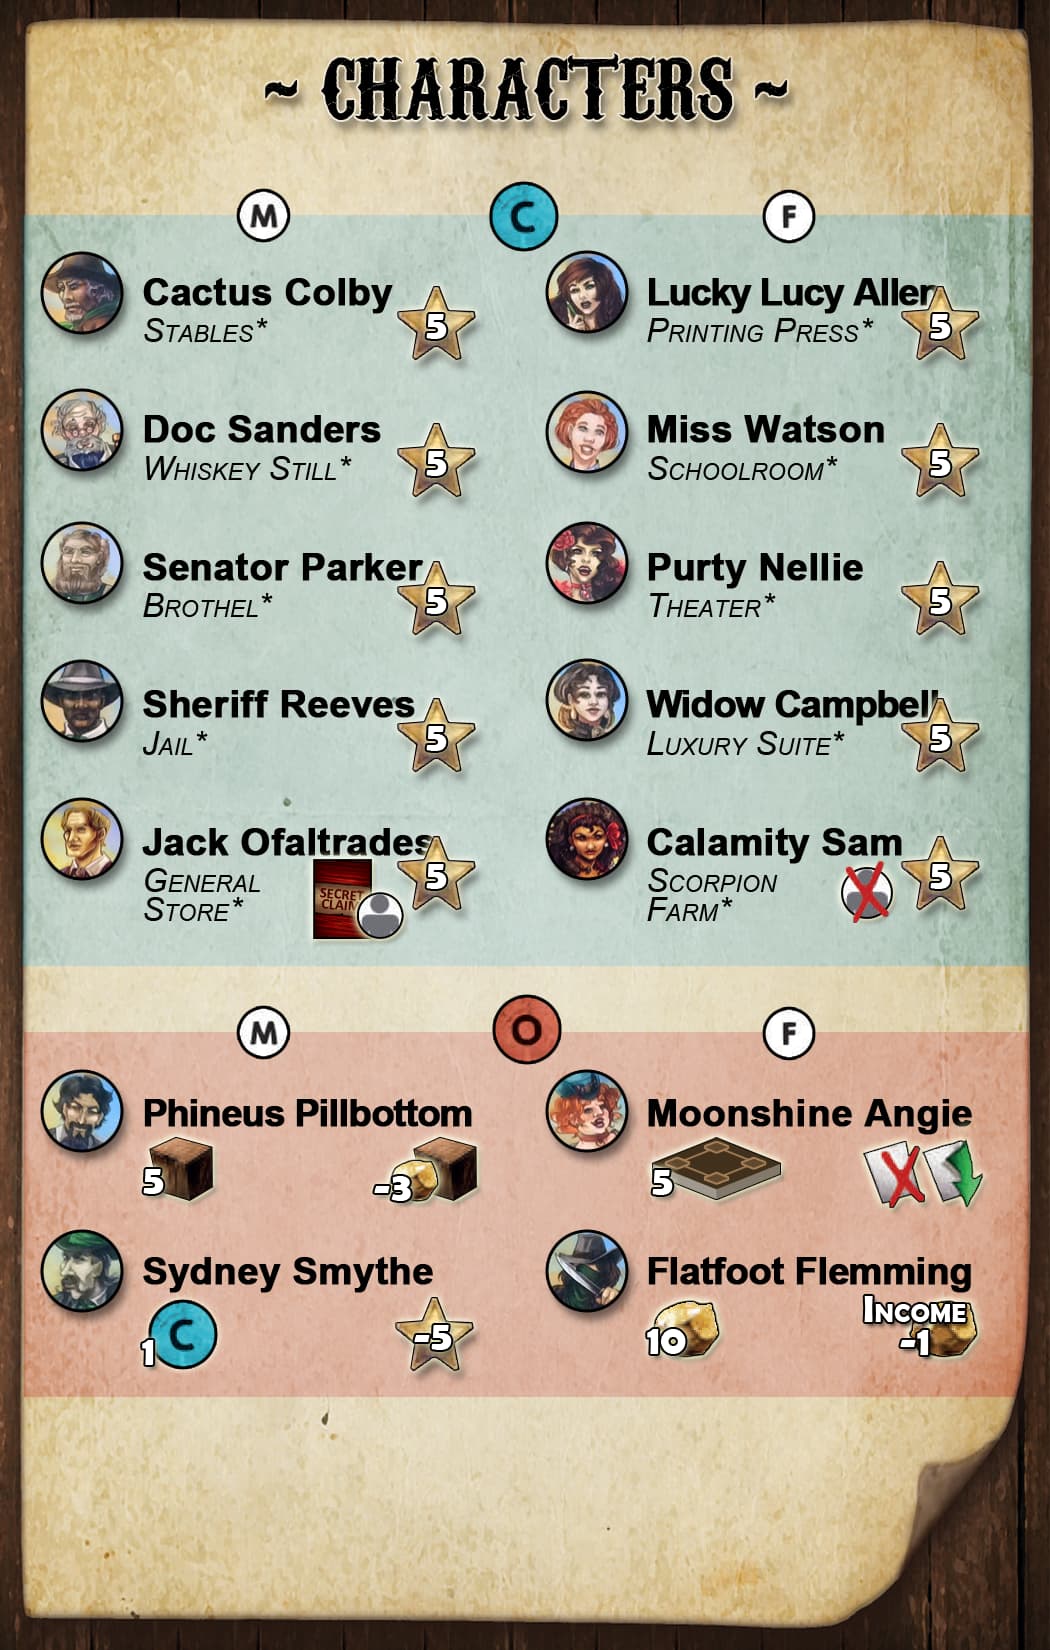 ~ CHARACTERS ~
M C F
Cactus Colby
STABLES*
5
Lucky Lucy Allen
PRINTING PRESS*
5
Doc Sanders
WHISKEY STILL*
5
Miss Watson
SCHOOLROOM*
5
Senator Parker
BROTHEL*
5
Purty Nellie
THEATER*
5
Sheriff Reeves
JAIL*
5
Widow Campbell
LUXURY SUITE*
5
Jack Ofaltrades
GENERAL
STORE*
SECRET
CLAIM
5
Calamity Sam
SCORPION
FARM*
5
M O F
Phineus Pillbottom
5 -3
Moonshine Angie
5
Sydney Smythe
1 C -5
Flatfoot Flemming
10
INCOME
-1